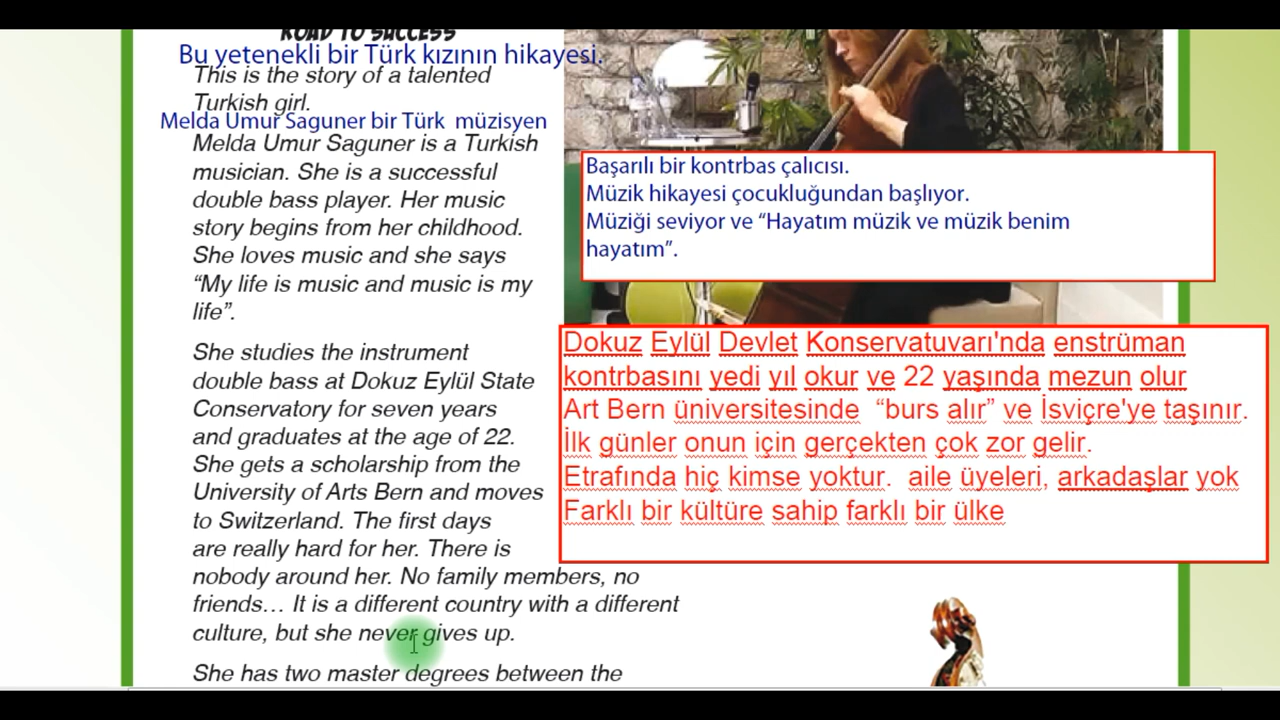 ROAD TO SUCCESS
Bu yetenekli bir Türk kızının hikayesi.
This is the story of a talented
Turkish girl.
Melda Umur Saguner bir Türk müzisyen
Melda Umur Saguner is a Turkish
musician. She is a successful
double bass player. Her music
story begins from her childhood.
She loves music and she says
“My life is music and music is my
life”.
She studies the instrument
double bass at Dokuz Eylül State
Conservatory for seven years
and graduates at the age of 22.
She gets a scholarship from the
University of Arts Bern and moves
to Switzerland. The first days
are really hard for her. There is
nobody around her. No family members, no
friends… It is a different country with a different
culture, but she never gives up.
She has two master degrees between the
Başarılı bir kontrbas çalıcısı.
Müzik hikayesi çocukluğundan başlıyor.
Müziği seviyor ve “Hayatım müzik ve müzik benim
hayatım”.
Dokuz Eylül Devlet Konservatuvarı'nda enstrüman
kontrbasını yedi yıl okur ve 22 yaşında mezun olur
Art Bern üniversitesinde “burs alır” ve İsviçre'ye taşınır.
İlk günler onun için gerçekten çok zor gelir.
Etrafında hiç kimse yoktur. aile üyeleri, arkadaşlar yok
Farklı bir kültüre sahip farklı bir ülke